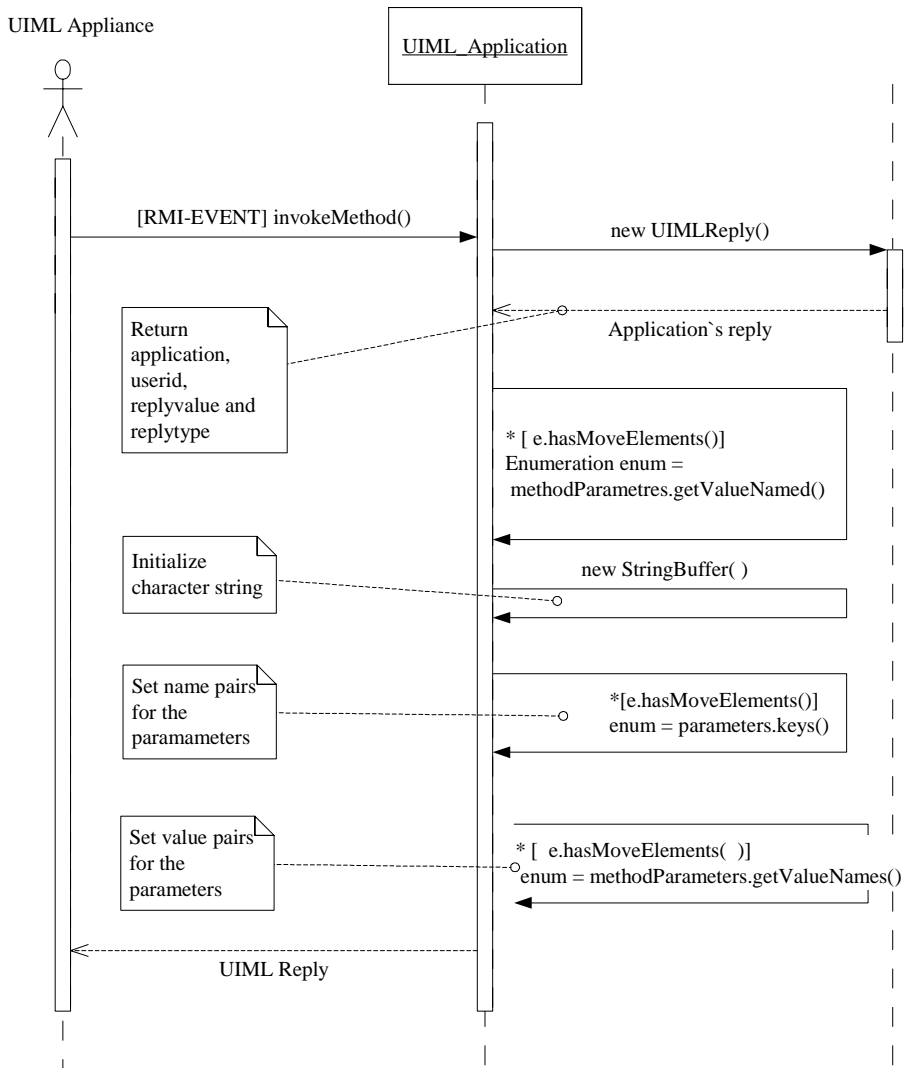 UIML Appliance
UIML_Application
[RMI-EVENT] invokeMethod()
new UIMLReply()
Return
application,
userid,
replyvalue and
replytype
Application`s reply
* [ e.hasMoveElements()]
Enumeration enum =
methodParametres.getValueNamed()
Initialize
character string
new StringBuffer( )
Set name pairs
for the
paramameters
*[e.hasMoveElements()]
enum = parameters.keys()
Set value pairs
for the
parameters
* [ e.hasMoveElements( )]
enum = methodParameters.getValueNames()
UIML Reply